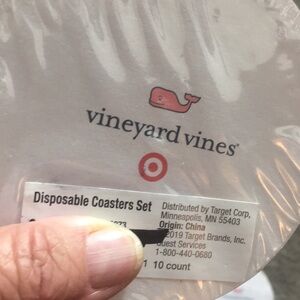 vineyard vines
Disposable Coasters Set
Distributed by Target Corp,
Minneapolis, MN 55403
Origin: China
2019 Target Brands, Inc.
Guest Services
1-800-440-0680
1 10 count